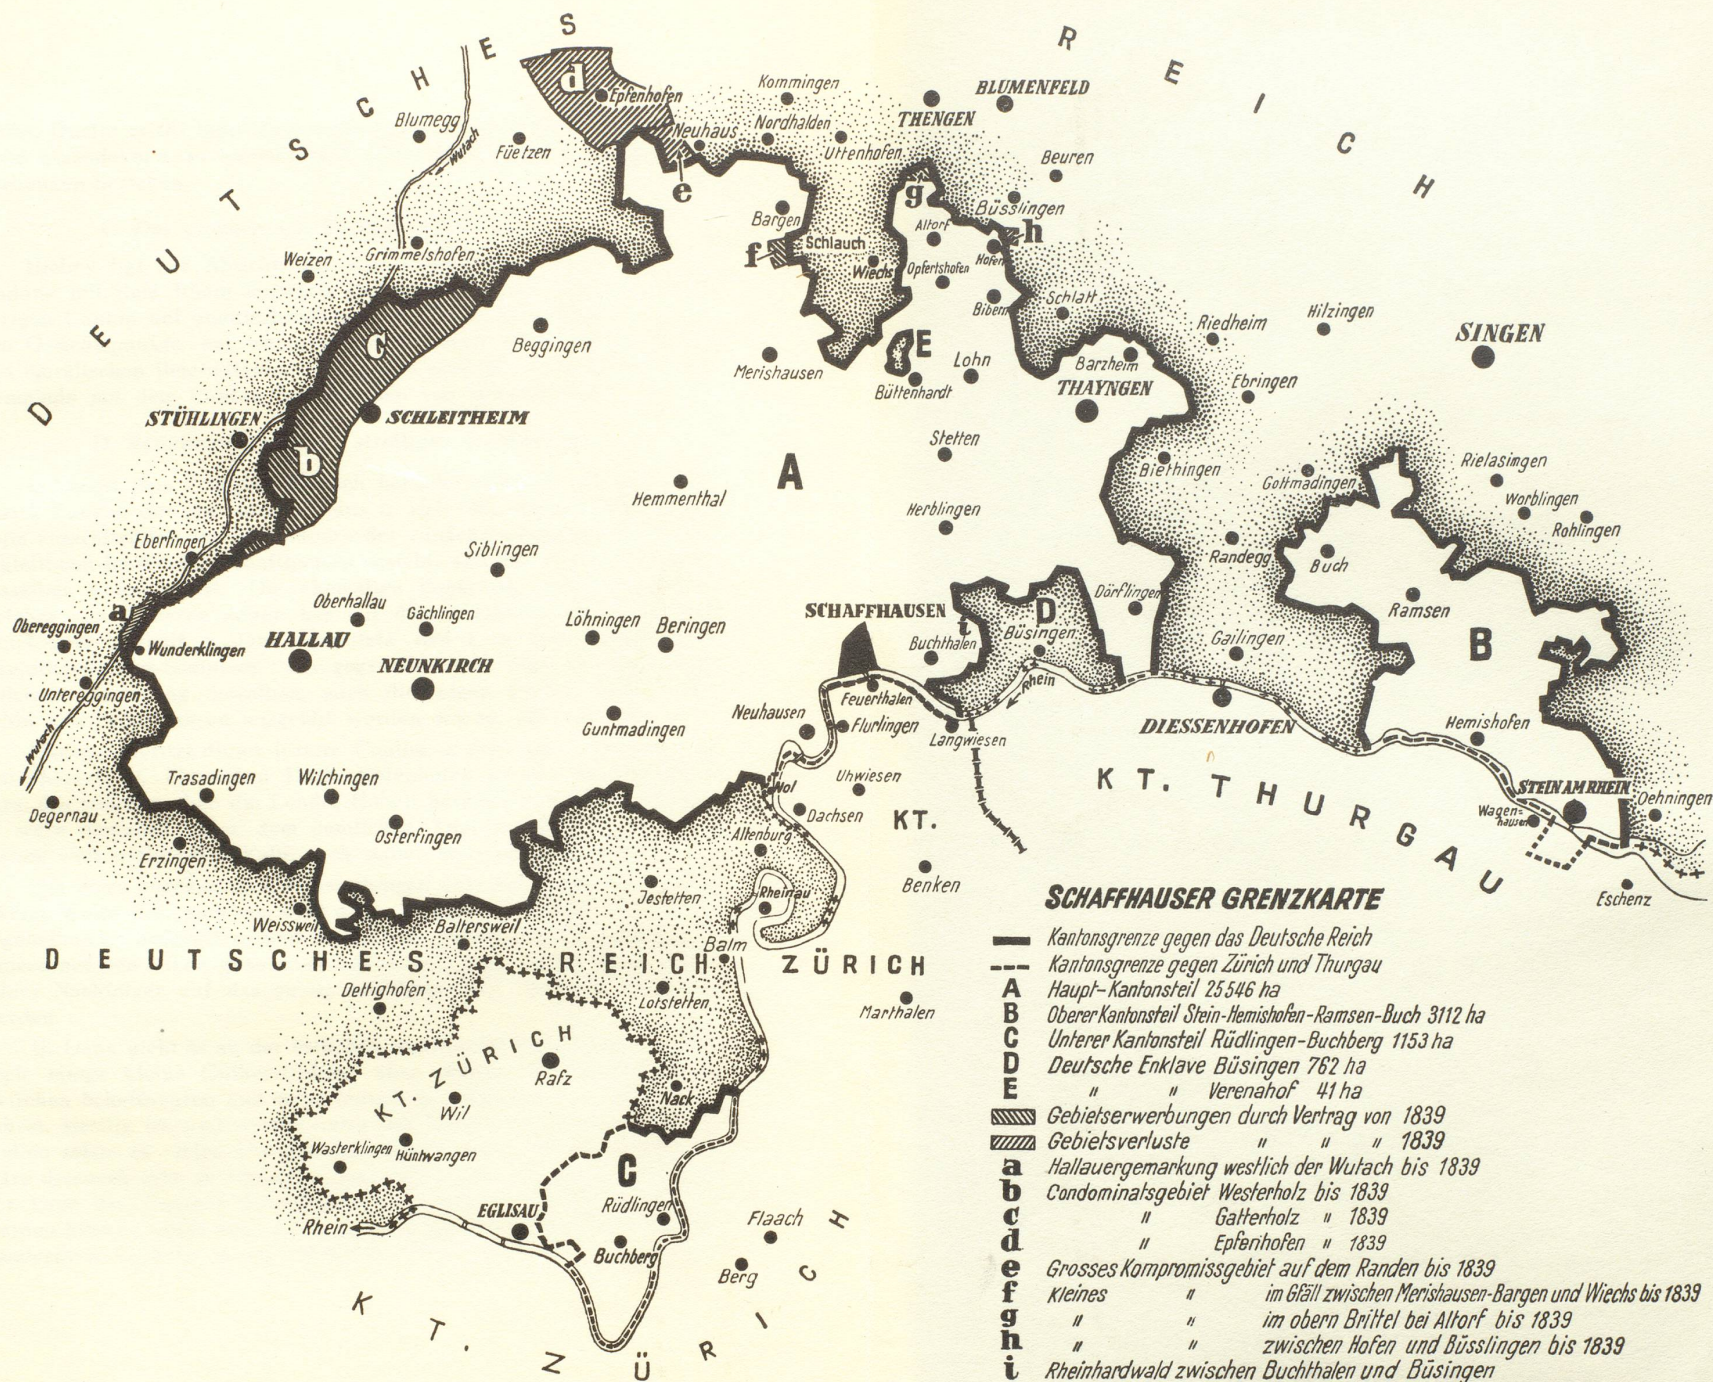 DEUTSCHES
REICH
d
Epfenhofen
Kommingen
BLUMENFELD
Blumegg
Wutach
Füetzen
Neuhaus
Nordhalden
Uttenhofen
THENGEN
Beuren
e
g
Büsslingen
Bargen
Altorf
h
Weizen
Grimmelshofen
f
Schlauch
Wiechs
Opfertshofen
Hofen
Bibern
Schlatt
Riedheim
Hilzingen
SINGEN
c
Beggingen
Merishausen
E
Lohn
Büttenhardt
Barzheim
THAYNGEN
Ebringen
STÜHLINGEN
SCHLEITHEIM
b
A
Stetten
Biethingen
Gottmadingen
Rielasingen
Worblingen
Rohlingen
Hemmenthal
Herblingen
Eberfingen
Siblingen
Randegg
Buch
a
Oberhallau
Gächlingen
Löhningen
Beringen
SCHAFFHAUSEN
i
D
Büsingen
Dörflingen
Ramsen
Obereggingen
Wunderklingen
HALLAU
NEUNKIRCH
Buchthalen
Gailingen
B
Untereggingen
Rhein
Feuerthalen
Guntmadingen
Neuhausen
Flurlingen
Langwiesen
DIESSENHOFEN
Hemishofen
Wutach
Trasadingen
Wilchingen
Nol
Uhwiesen
KT. THURGAU
STEIN AM RHEIN
Oehningen
Degernau
Dachsen
KT.
Wagen-
hausen
Osterfingen
Altenburg
Erzingen
Jestetten
Rheinau
Benken
Eschenz
Weissweil
Baltersweil
Balm
DEUTSCHES REICH
ZÜRICH
Dettighofen
Lotstetten
Marthalen
KT. ZÜRICH
Rafz
Wil
Nack
Wasterklingen
Hüntwangen
C
Rhein
EGLISAU
Rüdlingen
Buchberg
Flaach
Berg
KT. ZÜRICH
SCHAFFHAUSER GRENZKARTE
Kantonsgrenze gegen das Deutsche Reich
Kantonsgrenze gegen Zürich und Thurgau
A Haupt-Kantonsteil 25546 ha
B Oberer Kantonsteil Stein-Hemishofen-Ramsen-Buch 3112 ha
C Unterer Kantonsteil Rüdlingen-Buchberg 1153 ha
D Deutsche Enklave Büsingen 762 ha
E " " Verenahof 41 ha
Gebietserwerbungen durch Vertrag von 1839
Gebietsverluste " " " 1839
a Hallauergemarkung westlich der Wutach bis 1839
b Condominatsgebiet Westerholz bis 1839
c " Gatterholz " 1839
d " Epfenhofen " 1839
e Grosses Kompromissgebiet auf dem Randen bis 1839
f Kleines " im Gfäll zwischen Merishausen-Bargen und Wiechs bis 1839
g " " im obern Brittel bei Altorf bis 1839
h " " zwischen Hofen und Büsslingen bis 1839
i Rheinhardwald zwischen Buchthalen und Büsingen